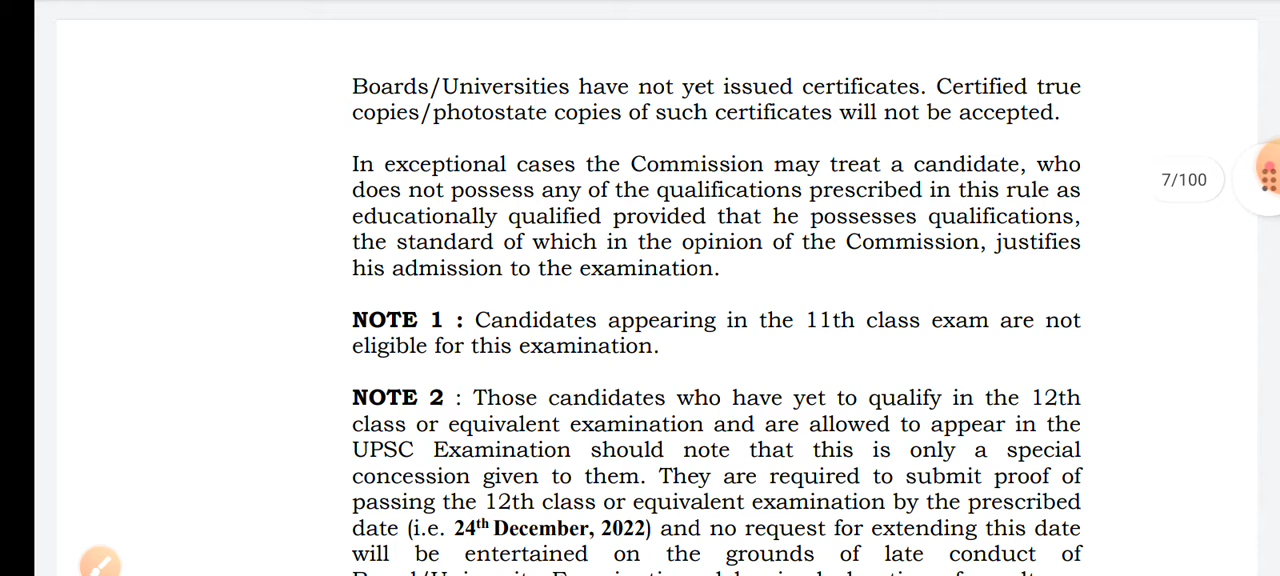 Boards/Universities have not yet issued certificates. Certified true
copies/photostate copies of such certificates will not be accepted.
In exceptional cases the Commission may treat a candidate, who
does not possess any of the qualifications prescribed in this rule as
educationally qualified provided that he possesses qualifications,
the standard of which in the opinion of the Commission, justifies
his admission to the examination.
7/100
NOTE 1 : Candidates appearing in the 11th class exam are not
eligible for this examination.
NOTE 2 : Those candidates who have yet to qualify in the 12th
class or equivalent examination and are allowed to appear in the
UPSC Examination should note that this is only a special
concession given to them. They are required to submit proof of
passing the 12th class or equivalent examination by the prescribed
date (i.e. 24th December, 2022) and no request for extending this date
will be entertained on the grounds of late conduct of